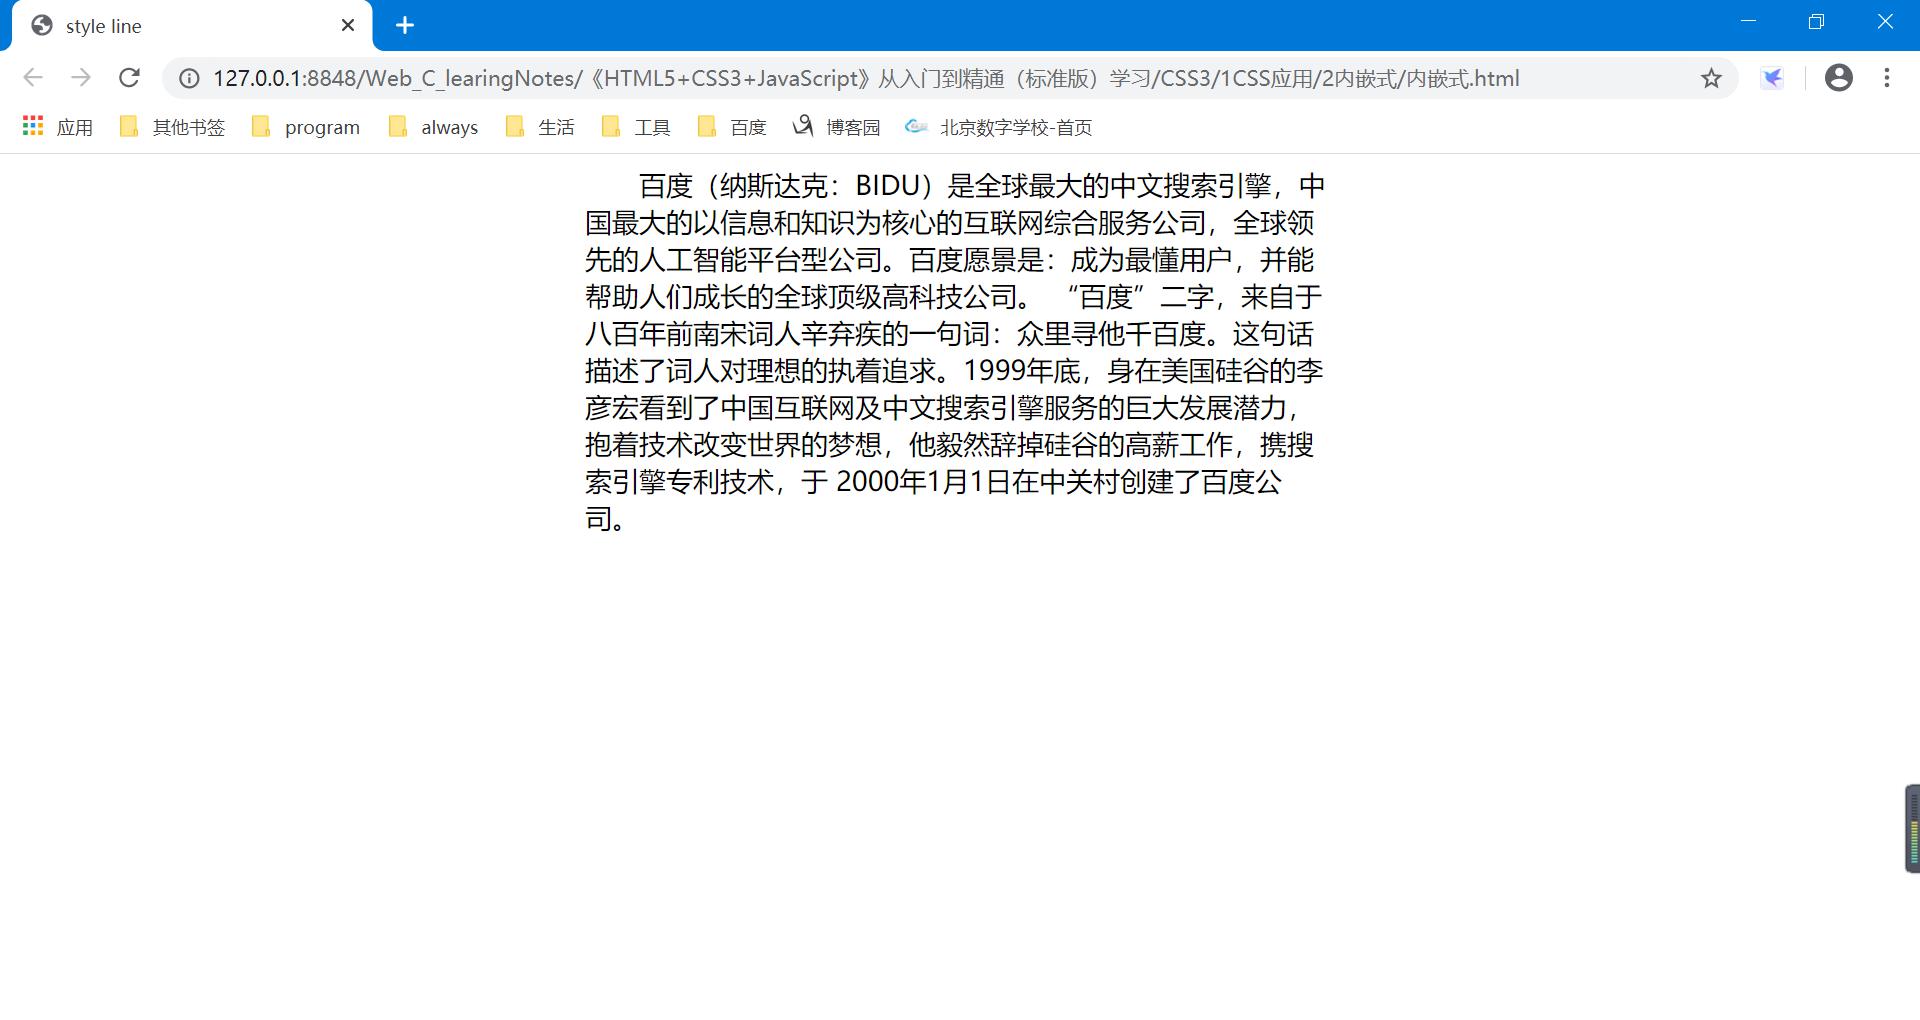 style line
127.0.0.1:8848/Web_C_learingNotes/《HTML5+CSS3+JavaScript》从入门到精通（标准版）学习/CSS3/1CSS应用/2内嵌式/内嵌式.html
应用 其他书签 program always 生活 工具 百度 博客园 北京数字学校-首页
百度（纳斯达克：BIDU）是全球最大的中文搜索引擎，中
国最大的以信息和知识为核心的互联网综合服务公司，全球领
先的人工智能平台型公司。百度愿景是：成为最懂用户，并能
帮助人们成长的全球顶级高科技公司。 “百度”二字，来自于
八百年前南宋词人辛弃疾的一句词：众里寻他千百度。这句话
描述了词人对理想的执着追求。1999年底，身在美国硅谷的李
彦宏看到了中国互联网及中文搜索引擎服务的巨大发展潜力，
抱着技术改变世界的梦想，他毅然辞掉硅谷的高薪工作，携搜
索引擎专利技术，于 2000年1月1日在中关村创建了百度公
司。